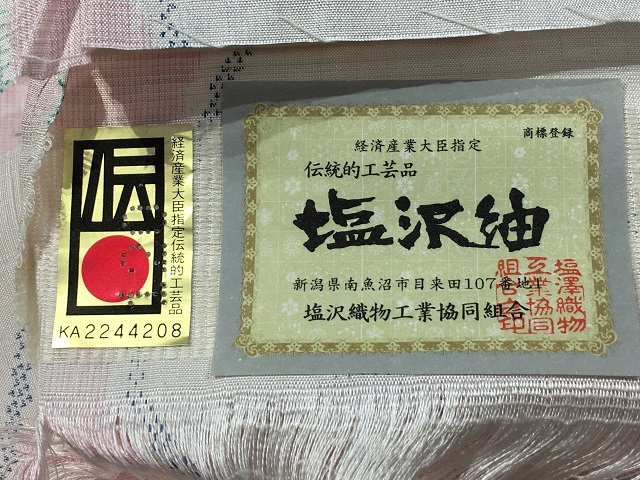 伝
経済産業大臣指定伝統的工芸品
KA2244208
商標登録
経済産業大臣指定
伝統的工芸品
塩沢紬
新潟県南魚沼市目来田107番地1
塩沢織物工業協同組合
塩澤織物
工業協同
組合印